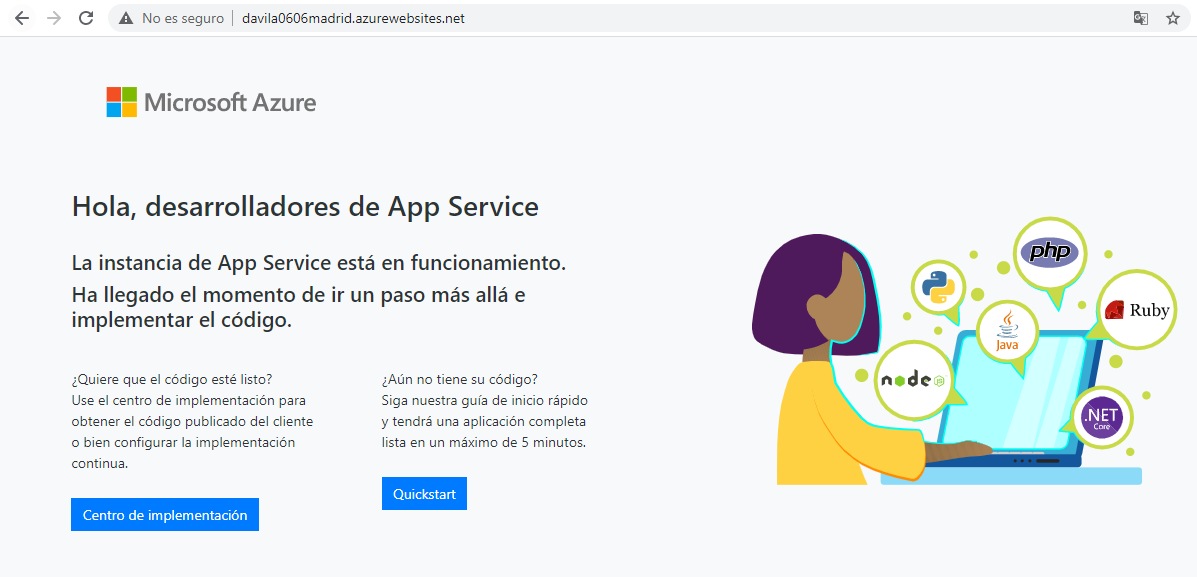 No es seguro davila0606madrid.azurewebsites.net
Microsoft Azure
Hola, desarrolladores de App Service
La instancia de App Service está en funcionamiento.
Ha llegado el momento de ir un paso más allá e
implementar el código.
¿Quiere que el código esté listo?
Use el centro de implementación para
obtener el código publicado del cliente
o bien configurar la implementación
continua.
Centro de implementación
¿Aún no tiene su código?
Siga nuestra guía de inicio rápido
y tendrá una aplicación completa
lista en un máximo de 5 minutos.
Quickstart
php
Ruby
Java
node
JS
.NET
Core